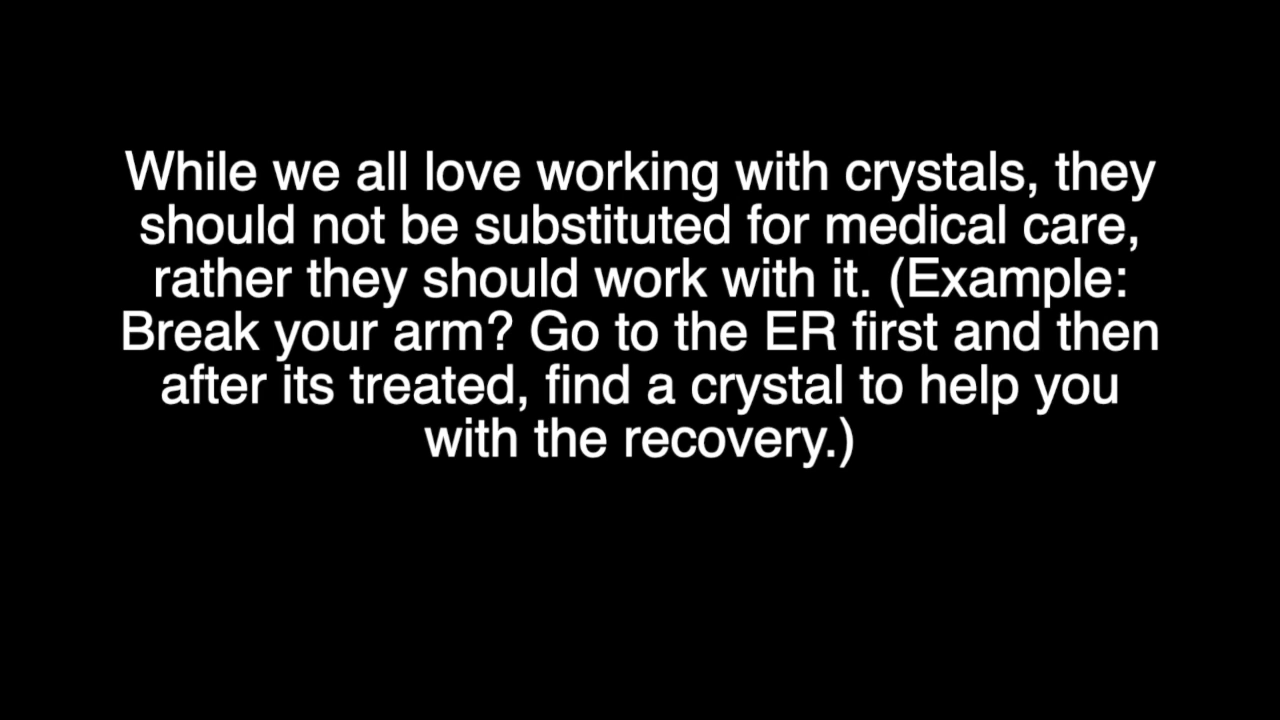 While we all love working with crystals, they
should not be substituted for medical care,
rather they should work with it. (Example:
Break your arm? Go to the ER first and then
after its treated, find a crystal to help you
with the recovery.)